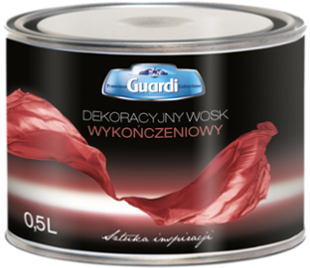 Guardi
DEKORACYJNY WOSK
WYKOŃCZENIOWY
0,5L
Sztuka inspiracji